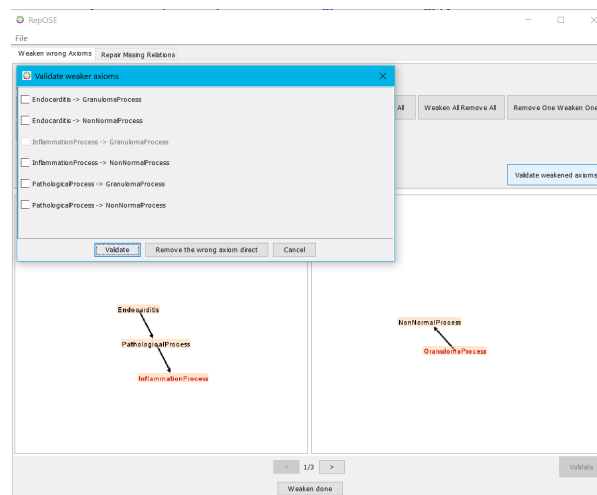 RepOSE
File
Weaken wrong Axioms
Repair Missing Relations
Validate weaker axioms
Endocarditis -> GranulomaProcess
Endocarditis -> NonNormalProcess
InflammationProcess -> GranulomaProcess
InflammationProcess -> NonNormalProcess
PathologicalProcess -> GranulomaProcess
PathologicalProcess -> NonNormalProcess
Validate
Remove the wrong axiom direct
Cancel
All
Weaken All Remove All
Remove One Weaken One
Validate weakened axioms
Endocarditis
PathologicalProcess
InflammationProcess
NonNormalProcess
GranulomaProcess
< 1/3 >
Validate
Weaken done